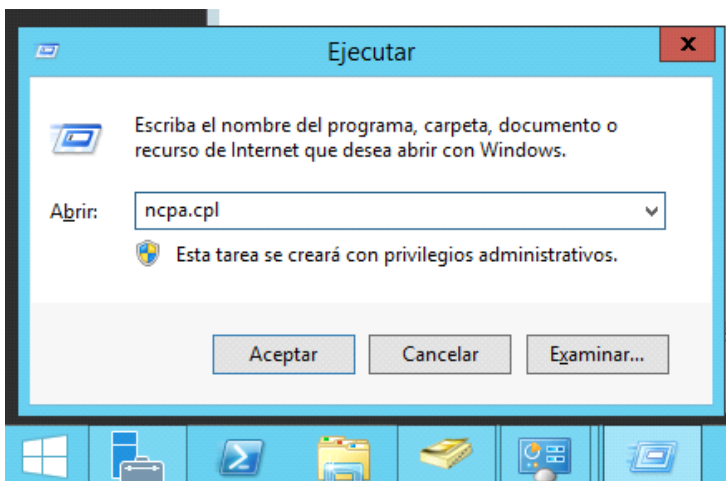 Ejecutar
x
Escriba el nombre del programa, carpeta, documento o
recurso de Internet que desea abrir con Windows.
Abrir: ncpa.cpl
Esta tarea se creará con privilegios administrativos.
Aceptar Cancelar Examinar...